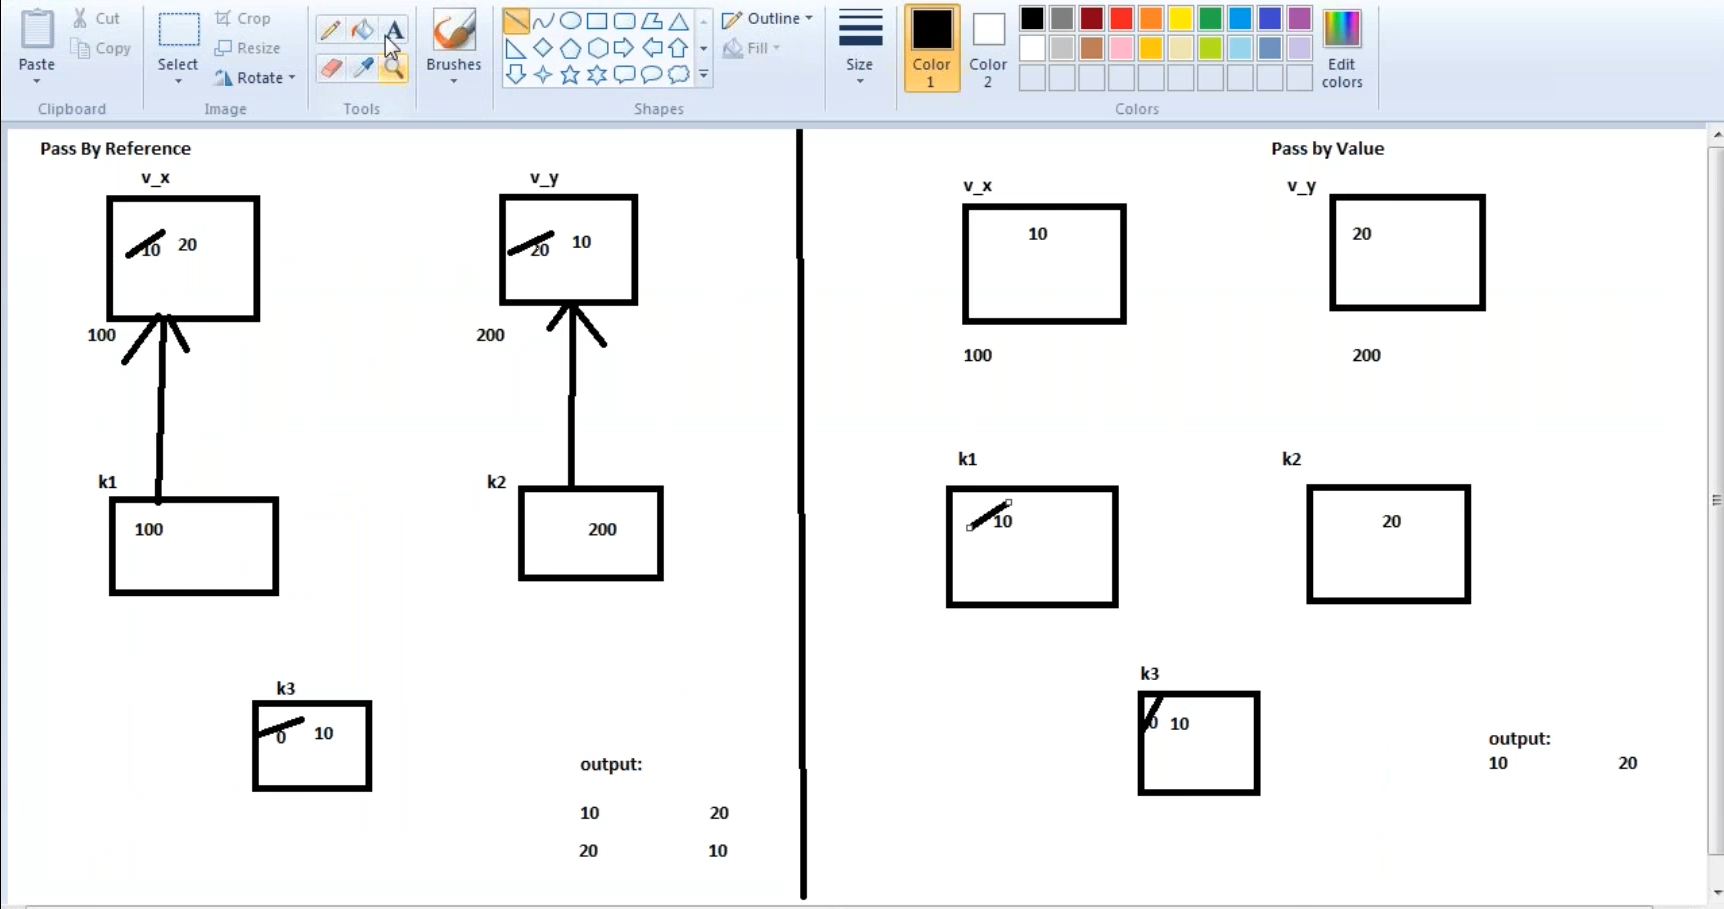 Paste
Cut
Copy
Clipboard
Select
Crop
Resize
Rotate
Image
A
Tools
Brushes
Outline
Fill
Shapes
Size
Color
1
Color
2
Edit
colors
Colors
Pass By Reference
v_x
v_y
10 20
20 10
100
200
k1
k2
100
200
k3
0 10
output:
10 20
20 10
Pass by Value
v_x
v_y
10
20
100
200
k1
k2
10
20
k3
0 10
output:
10 20